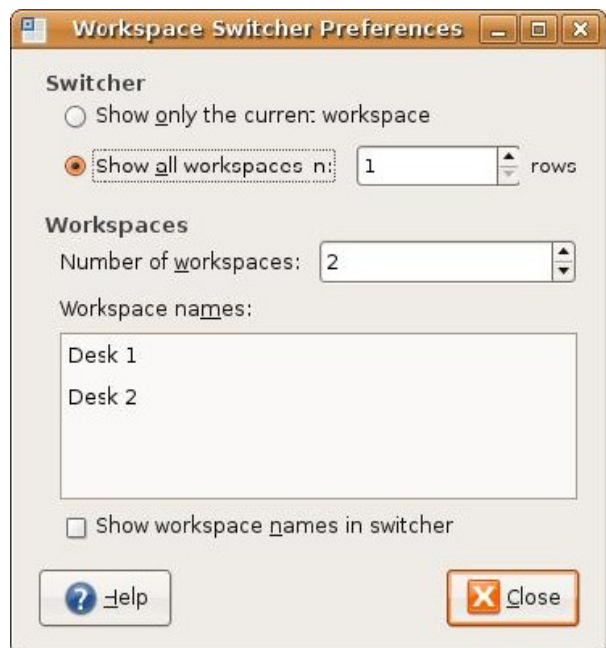 Workspace Switcher Preferences
Switcher
Show only the current workspace
Show all workspaces in: 1 rows
Workspaces
Number of workspaces: 2
Workspace names:
Desk 1
Desk 2
Show workspace names in switcher
Help
Close